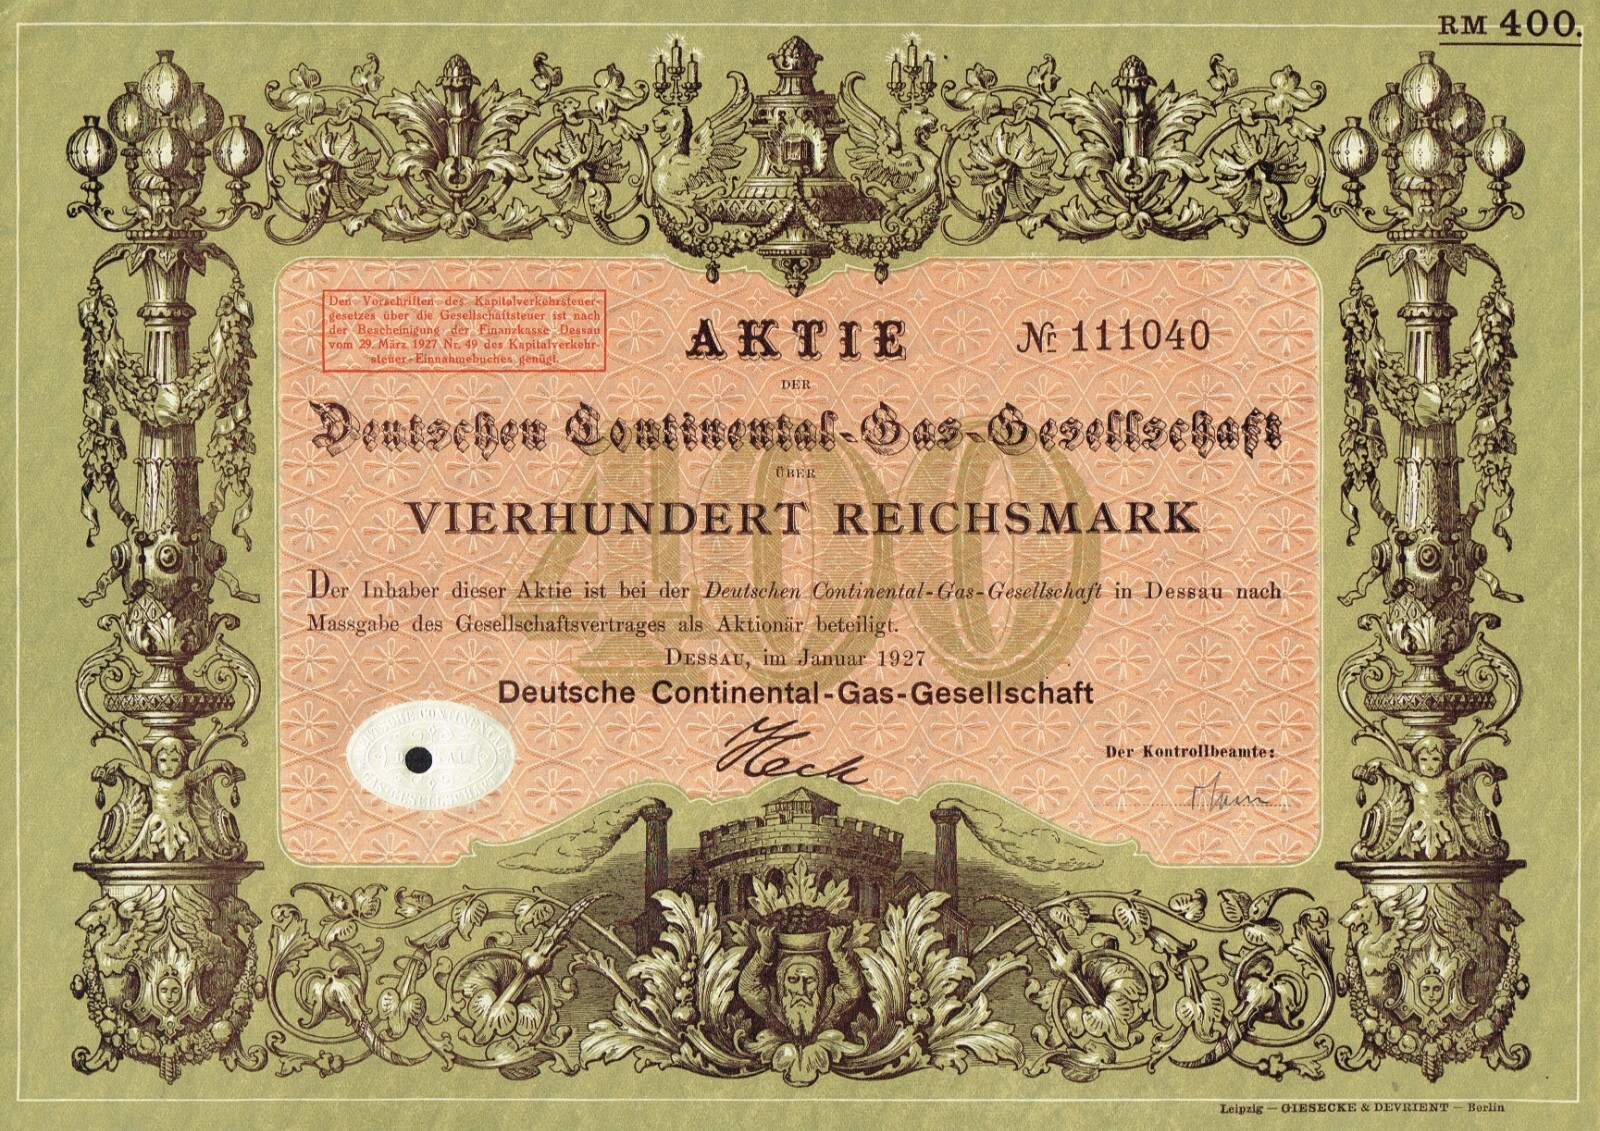 RM 400.
Den Vorschriften des Kapitalverkehrsteuer-
gesetzes über die Gesellschaftsteuer ist nach
der Bescheinigung der Finanzkasse Dessau
vom 29. März 1927 Nr. 49 des Kapitalverkehr-
steuer-Einnahmebuches genügt.
AKTIE
Nr. 111040
DER
Deutschen Continental-Gas-Gesellschaft
400
ÜBER
VIERHUNDERT REICHSMARK
Der Inhaber dieser Aktie ist bei der Deutschen Continental-Gas-Gesellschaft in Dessau nach
Massgabe des Gesellschaftsvertrages als Aktionär beteiligt.
DESSAU, im Januar 1927
Deutsche Continental-Gas-Gesellschaft
Heck
Der Kontrollbeamte:
Leipzig — GIESECKE & DEVRIENT — Berlin